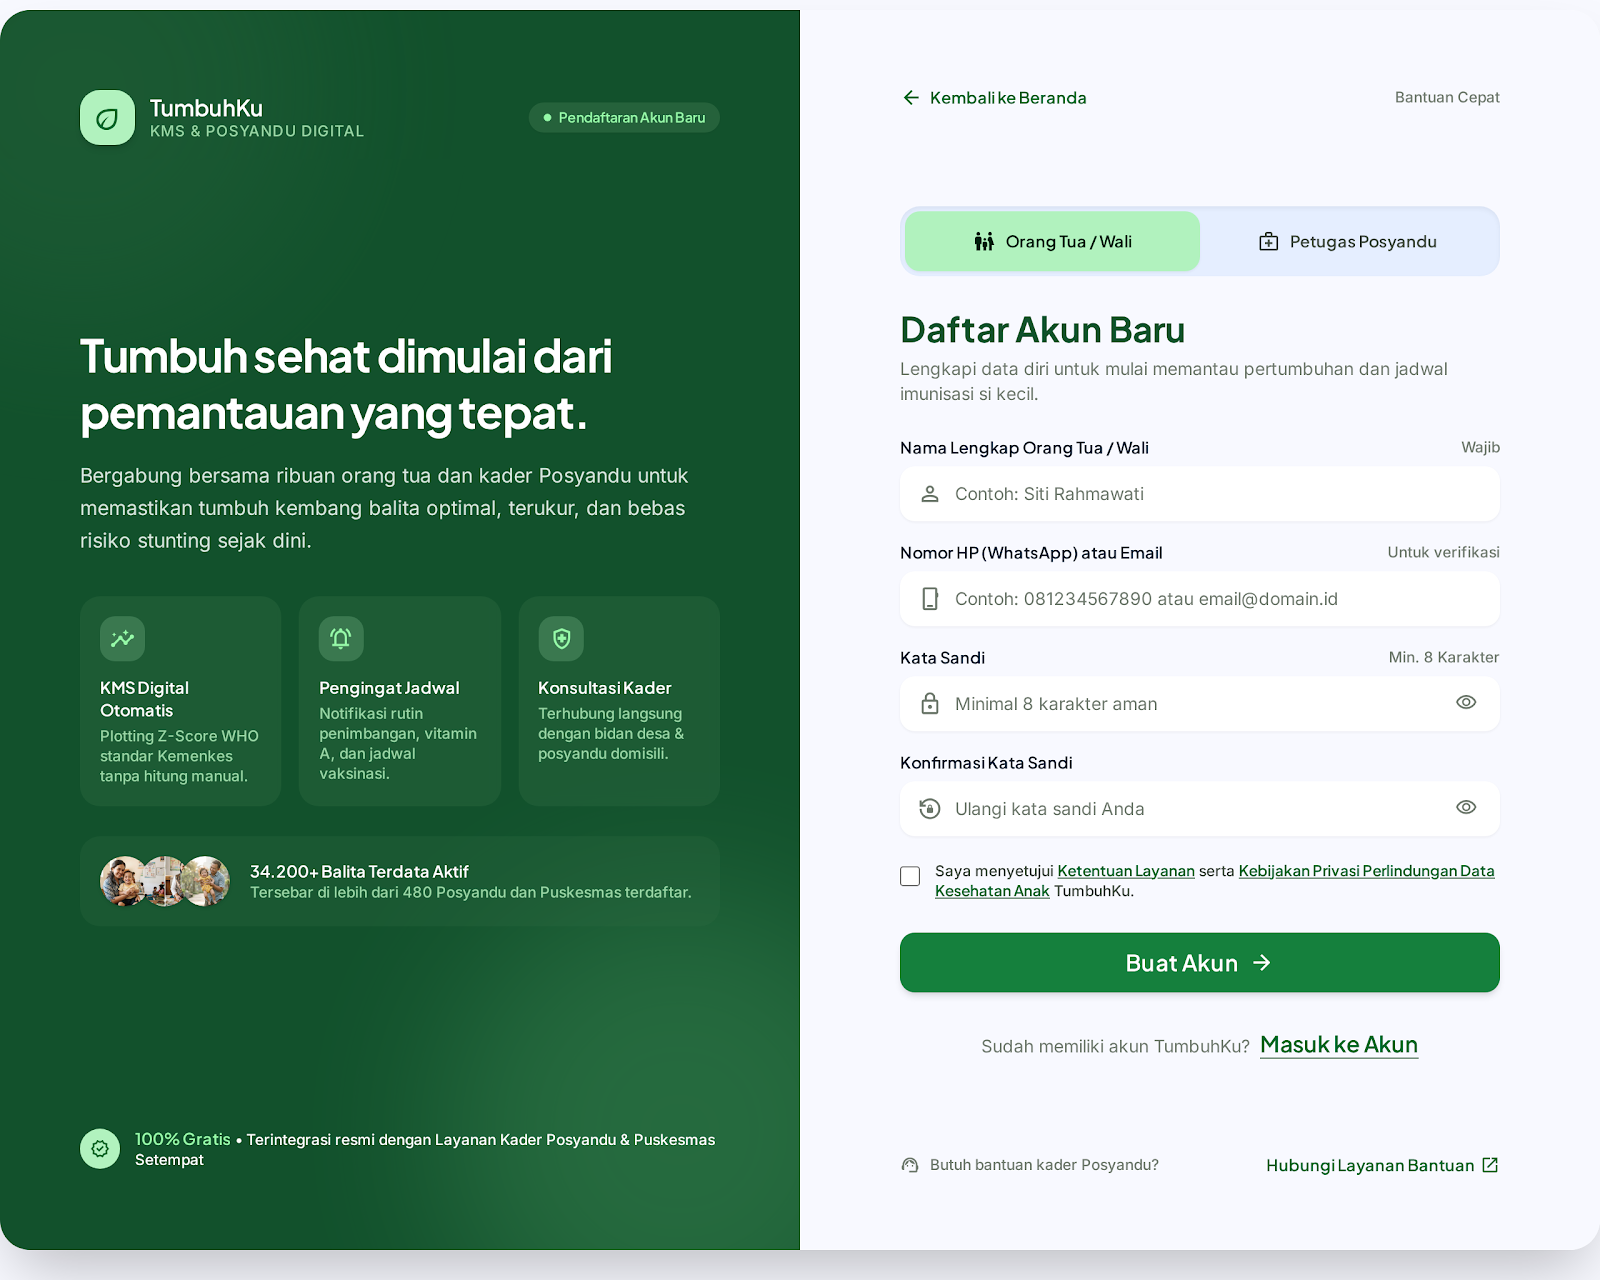 TumbuhKu
KMS & POSYANDU DIGITAL
Pendaftaran Akun Baru
Tumbuh sehat dimulai dari
pemantauan yang tepat.
Bergabung bersama ribuan orang tua dan kader Posyandu untuk
memastikan tumbuh kembang balita optimal, terukur, dan bebas
risiko stunting sejak dini.
KMS Digital
Otomatis
Plotting Z-Score WHO
standar Kemenkes
tanpa hitung manual.
Pengingat Jadwal
Notifikasi rutin
penimbangan, vitamin
A, dan jadwal
vaksinasi.
Konsultasi Kader
Terhubung langsung
dengan bidan desa &
posyandu domisili.
34.200+ Balita Terdata Aktif
Tersebar di lebih dari 480 Posyandu dan Puskesmas terdaftar.
100% Gratis • Terintegrasi resmi dengan Layanan Kader Posyandu & Puskesmas
Setempat
Kembali ke Beranda
Bantuan Cepat
Orang Tua / Wali
Petugas Posyandu
Daftar Akun Baru
Lengkapi data diri untuk mulai memantau pertumbuhan dan jadwal
imunisasi si kecil.
Nama Lengkap Orang Tua / Wali
Wajib
Contoh: Siti Rahmawati
Nomor HP (WhatsApp) atau Email
Untuk verifikasi
Contoh: 081234567890 atau email@domain.id
Kata Sandi
Min. 8 Karakter
Minimal 8 karakter aman
Konfirmasi Kata Sandi
Ulangi kata sandi Anda
Saya menyetujui Ketentuan Layanan serta Kebijakan Privasi Perlindungan Data
Kesehatan Anak TumbuhKu.
Buat Akun
Sudah memiliki akun TumbuhKu? Masuk ke Akun
Butuh bantuan kader Posyandu?
Hubungi Layanan Bantuan